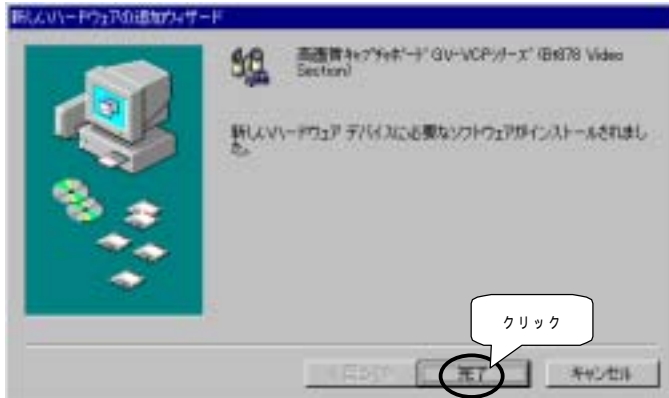 新しいハードウェアの追加ウィザード
高画質ｷｬﾌﾟﾁｬﾎﾞｰﾄﾞ GV-VCPｼﾘｰｽﾞ (Bt878 Video
Section)
新しいハードウェア デバイスに必要なソフトウェアがインストールされまし
た。
クリック
< 戻る(B)
完了
キャンセル